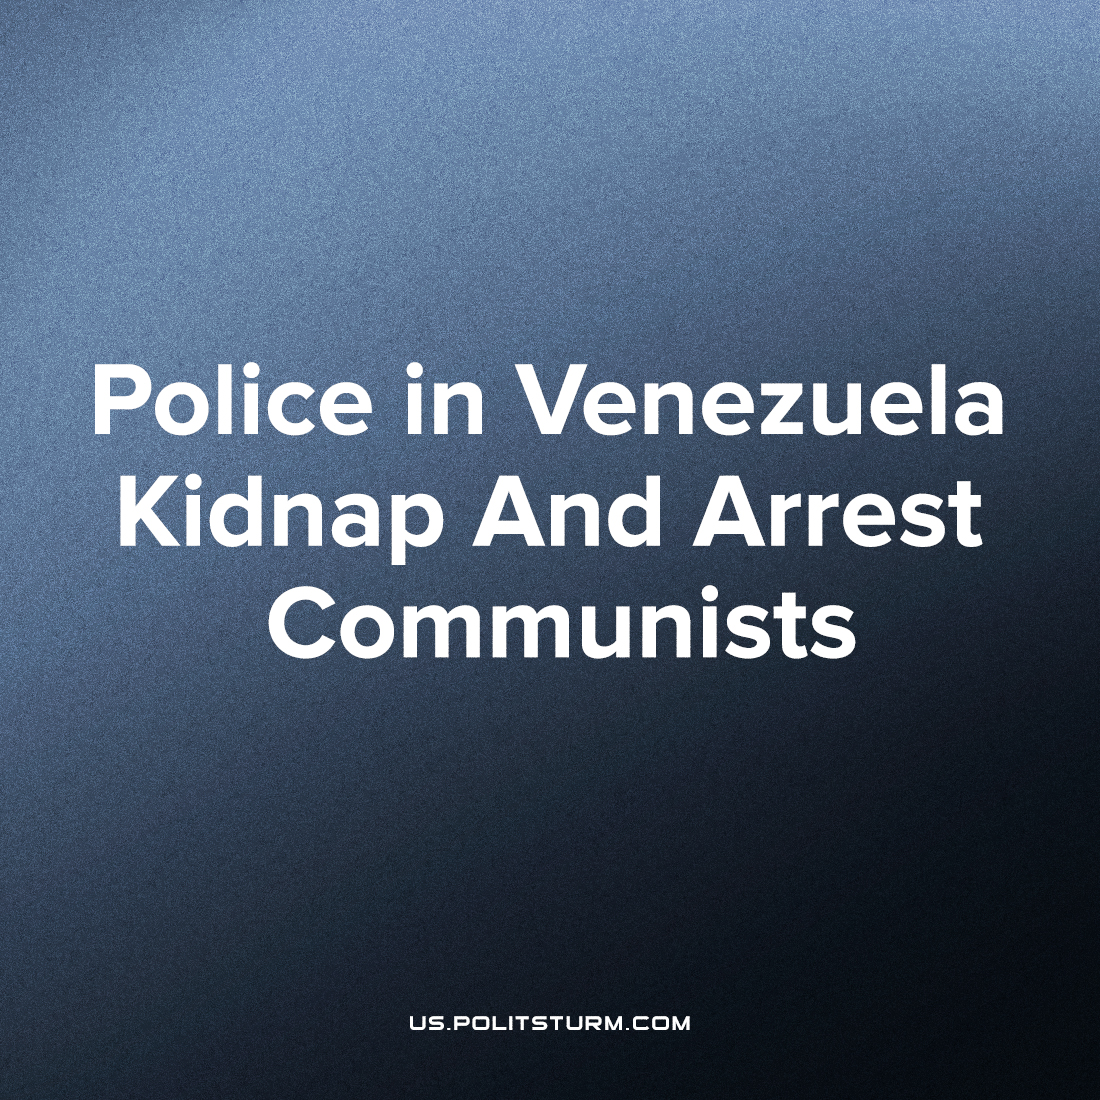 Police in Venezuela
Kidnap And Arrest
Communists
US.POLITSTURM.COM